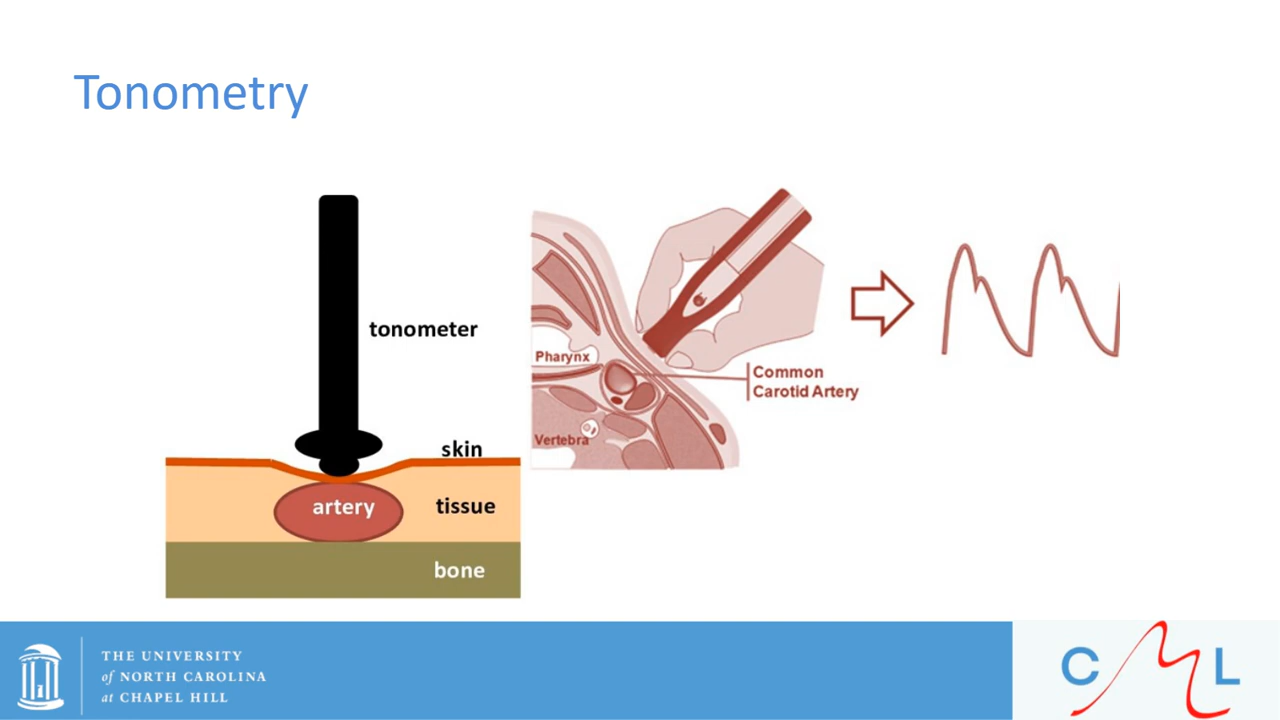 Tonometry
tonometer
skin
artery
tissue
bone
Pharynx
Vertebra
Common
Carotid Artery
THE UNIVERSITY
of NORTH CAROLINA
at CHAPEL HILL
C M L